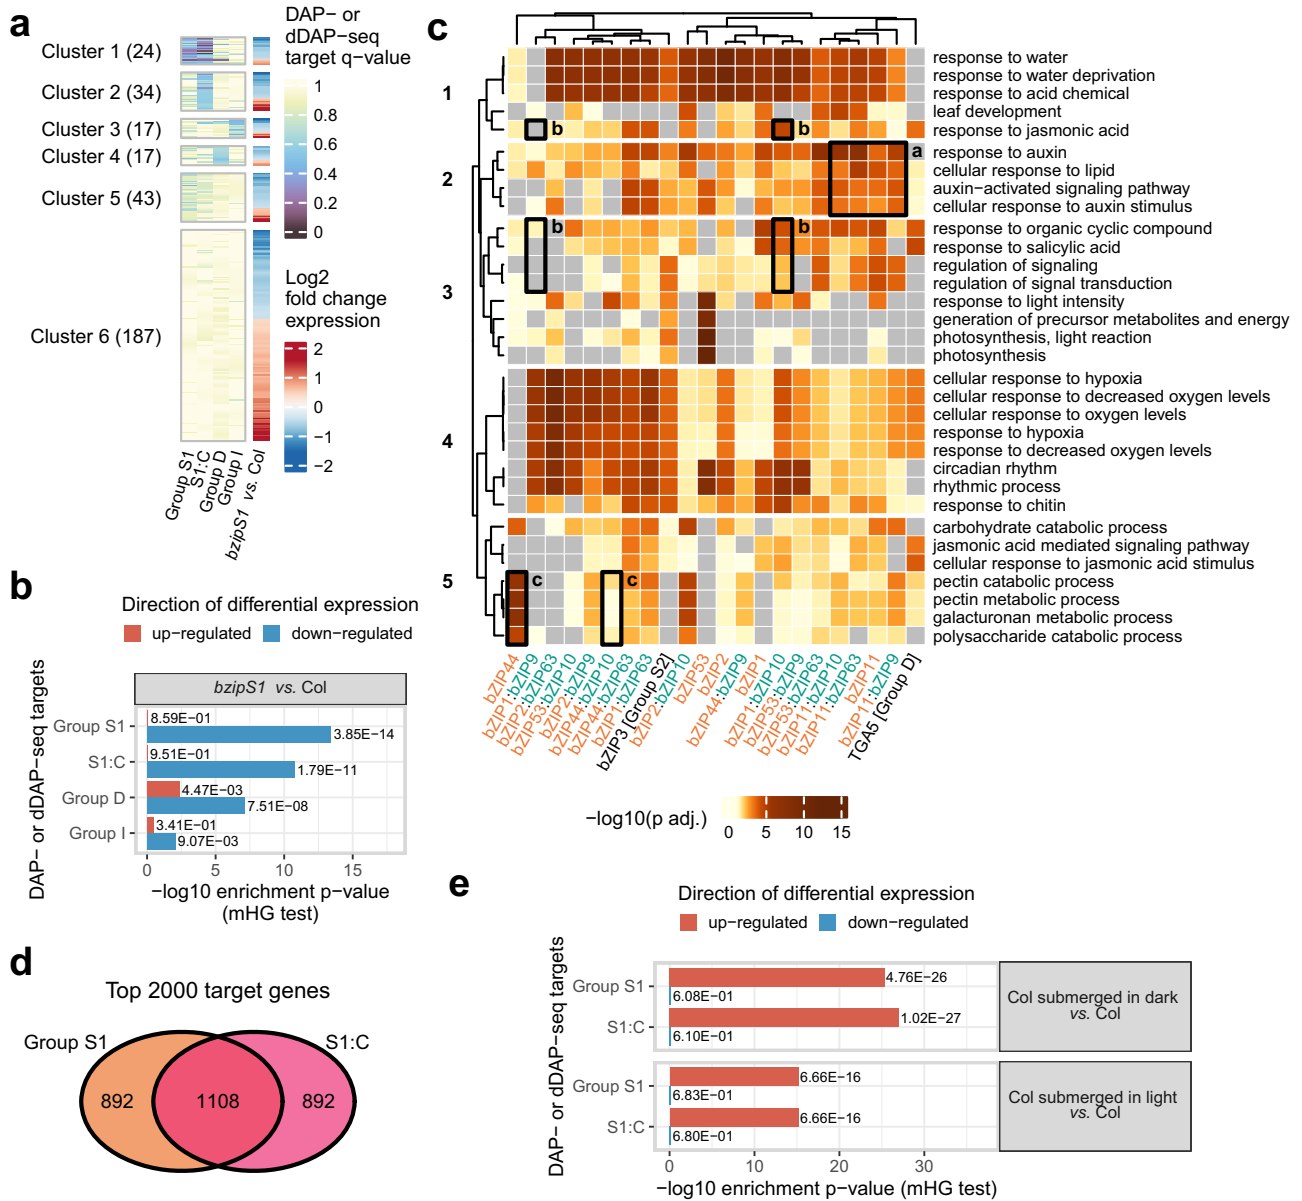 a
Cluster 1 (24)
Cluster 2 (34)
Cluster 3 (17)
Cluster 4 (17)
Cluster 5 (43)
Cluster 6 (187)
Group S1
S1:C
Group D
Group I
bzipS1 vs. Col
DAP− or
dDAP−seq
target q−value
1
0.8
0.6
0.4
0.2
0
Log2
fold change
expression
2
1
0
−1
−2
b
Direction of differential expression
up−regulated
down−regulated
DAP− or dDAP−seq targets
bzipS1 vs. Col
Group S1
8.59E−01
3.85E−14
S1:C
9.51E−01
1.79E−11
Group D
4.47E−03
7.51E−08
Group I
3.41E−01
9.07E−03
0
5
10
15
−log10 enrichment p−value
(mHG test)
c
1
2
3
4
5
b
b
a
b
b
c
c
response to water
response to water deprivation
response to acid chemical
leaf development
response to jasmonic acid
response to auxin
cellular response to lipid
auxin−activated signaling pathway
cellular response to auxin stimulus
response to organic cyclic compound
response to salicylic acid
regulation of signaling
regulation of signal transduction
response to light intensity
generation of precursor metabolites and energy
photosynthesis, light reaction
photosynthesis
cellular response to hypoxia
cellular response to decreased oxygen levels
cellular response to oxygen levels
response to hypoxia
response to decreased oxygen levels
circadian rhythm
rhythmic process
response to chitin
carbohydrate catabolic process
jasmonic acid mediated signaling pathway
cellular response to jasmonic acid stimulus
pectin catabolic process
pectin metabolic process
galacturonan metabolic process
polysaccharide catabolic process
bZIP44
bZIP1:bZIP9
bZIP2:bZIP63
bZIP53:bZIP10
bZIP2:bZIP9
bZIP44:bZIP10
bZIP44:bZIP63
bZIP1:bZIP63
bZIP3 [Group S2]
bZIP2:bZIP10
bZIP53
bZIP2
bZIP44:bZIP9
bZIP1
bZIP1:bZIP10
bZIP53:bZIP9
bZIP53:bZIP63
bZIP11:bZIP10
bZIP11:bZIP63
bZIP11
bZIP11:bZIP9
TGA5 [Group D]
−log10(p adj.)
0
5
10
15
d
Top 2000 target genes
Group S1
S1:C
892
1108
892
e
Direction of differential expression
up−regulated
down−regulated
DAP− or dDAP−seq targets
Group S1
4.76E−26
6.08E−01
S1:C
1.02E−27
6.10E−01
Col submerged in dark
vs. Col
Group S1
6.66E−16
6.83E−01
S1:C
6.66E−16
6.80E−01
Col submerged in light
vs. Col
0
10
20
30
−log10 enrichment p−value (mHG test)